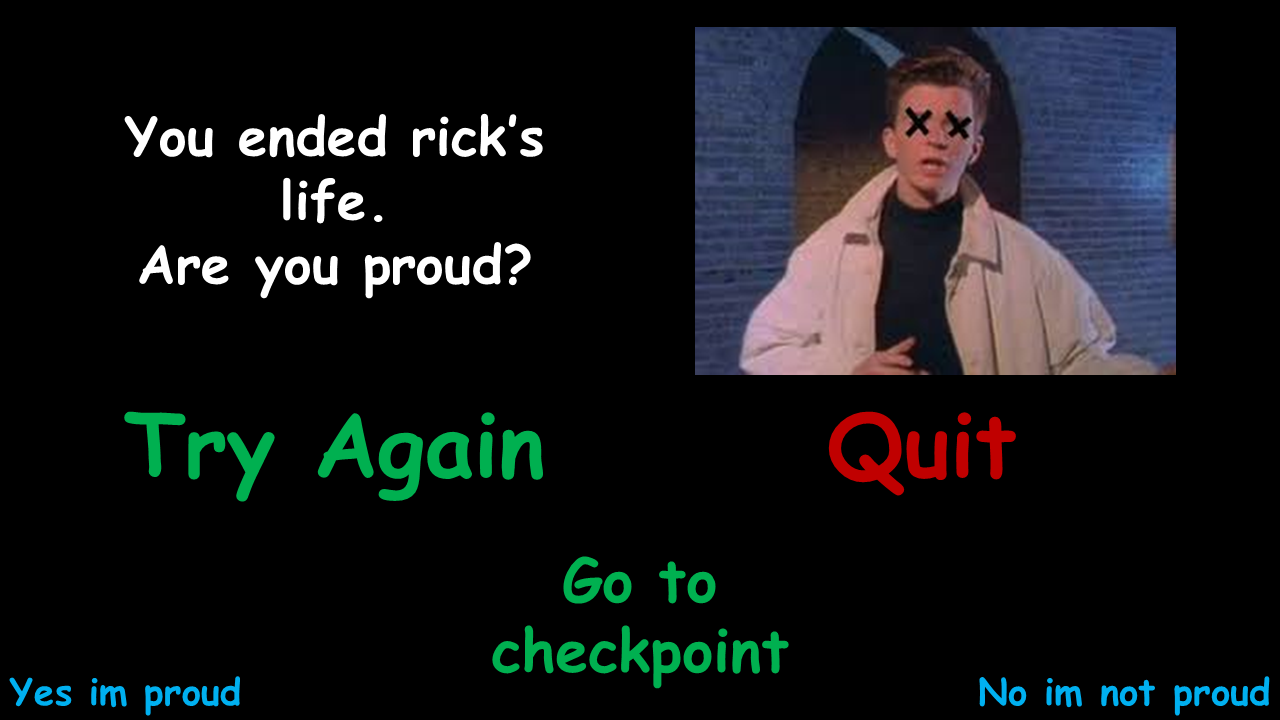 You ended rick's
life.
Are you proud?
Try Again
Quit
Go to
checkpoint
Yes im proud
No im not proud